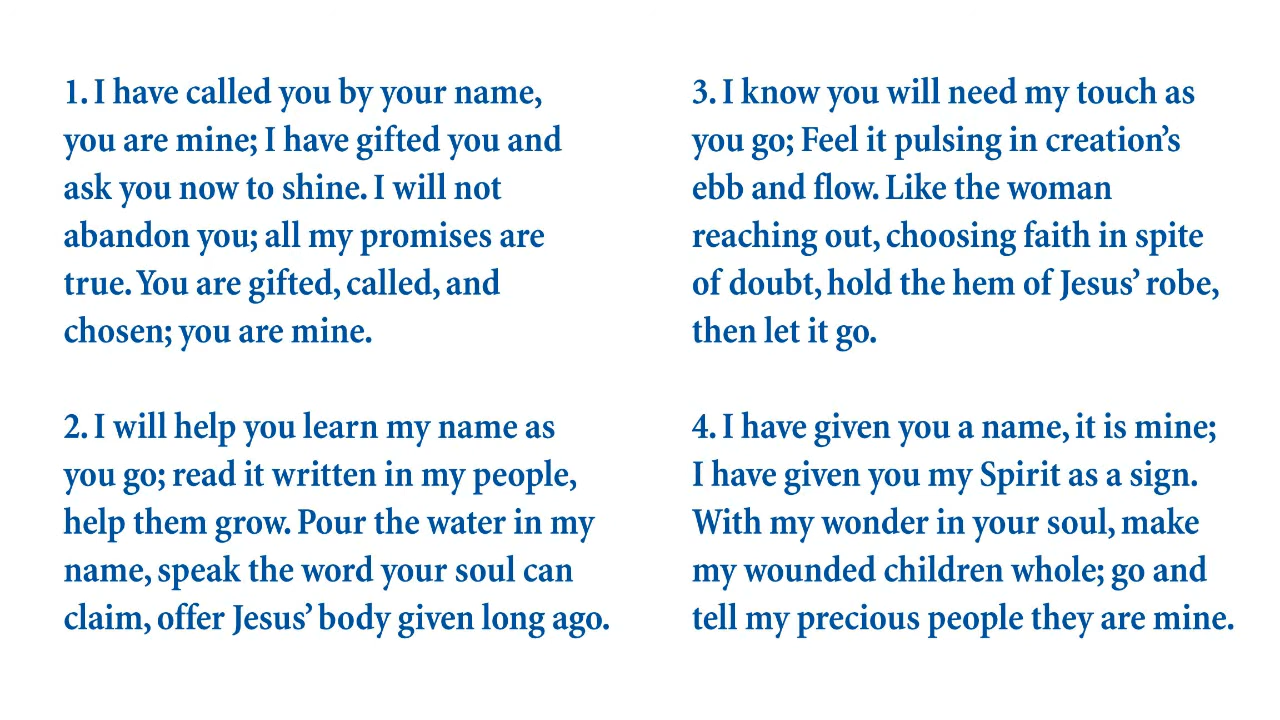 1. I have called you by your name,
you are mine; I have gifted you and
ask you now to shine. I will not
abandon you; all my promises are
true. You are gifted, called, and
chosen; you are mine.
2. I will help you learn my name as
you go; read it written in my people,
help them grow. Pour the water in my
name, speak the word your soul can
claim, offer Jesus’ body given long ago.
3. I know you will need my touch as
you go; Feel it pulsing in creation’s
ebb and flow. Like the woman
reaching out, choosing faith in spite
of doubt, hold the hem of Jesus’ robe,
then let it go.
4. I have given you a name, it is mine;
I have given you my Spirit as a sign.
With my wonder in your soul, make
my wounded children whole; go and
tell my precious people they are mine.